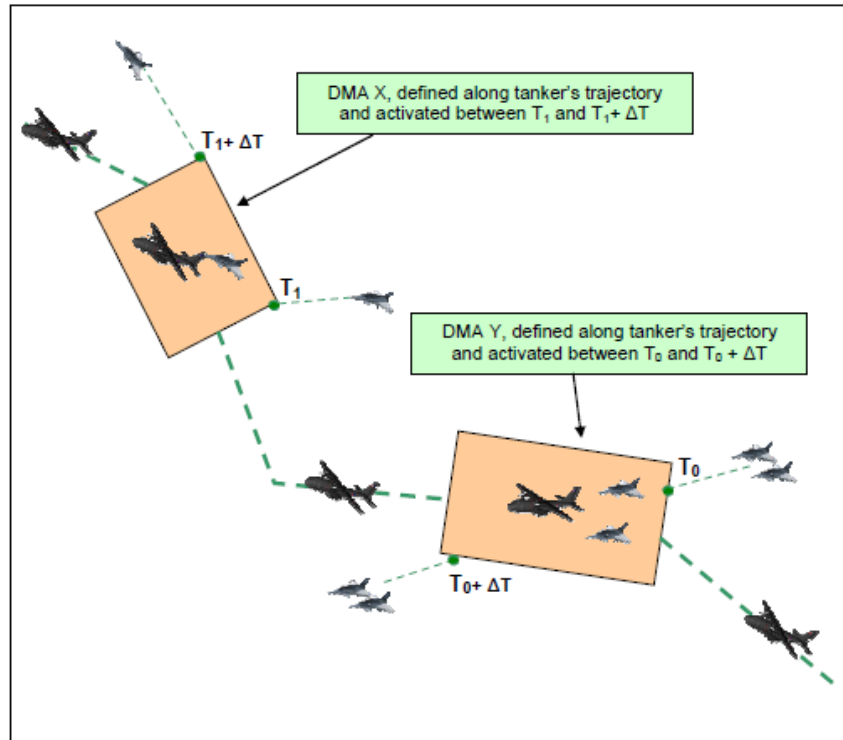 DMA X, defined along tanker's trajectory
and activated between T₁ and T₁+ ΔT
T₁+ ΔT
T₁
DMA Y, defined along tanker's trajectory
and activated between T₀ and T₀ + ΔT
T₀
T₀+ ΔT